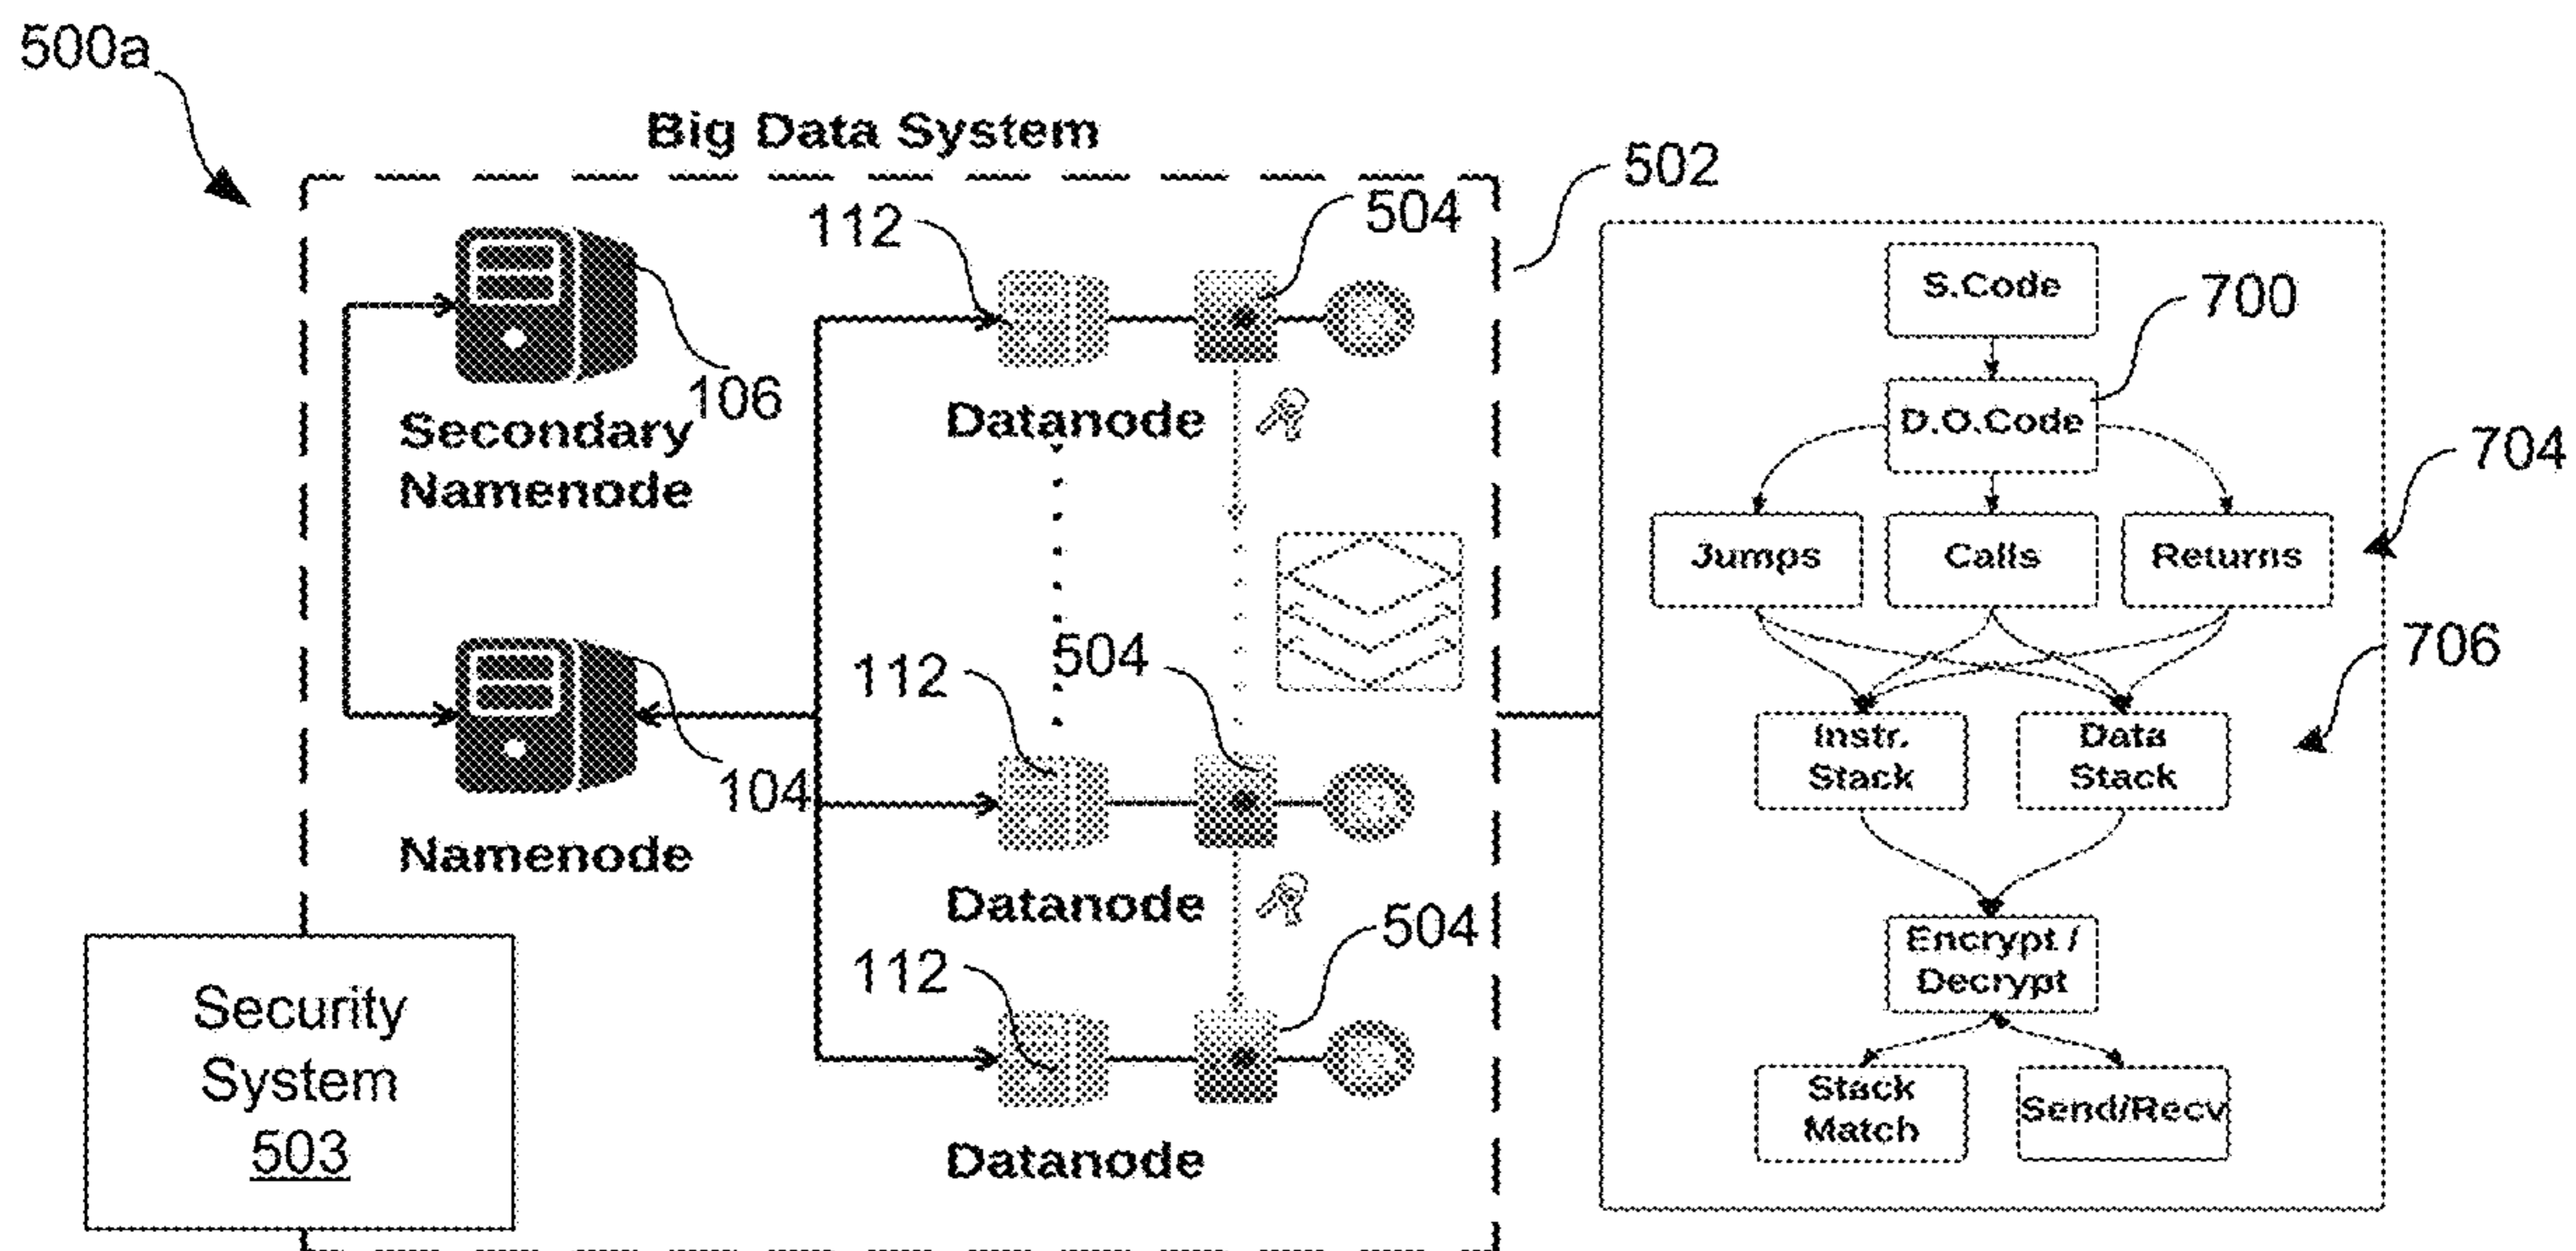 500a
Big Data System
502
112
504
106
Secondary
Namenode
Datanode
112
504
104
Namenode
Datanode
504
112
Security
System
503
Datanode
S.Code
700
D.O.Code
704
Jumps
Calls
Returns
706
Instr.
Stack
Data
Stack
Encrypt /
Decrypt
Stack
Match
Send/Recv